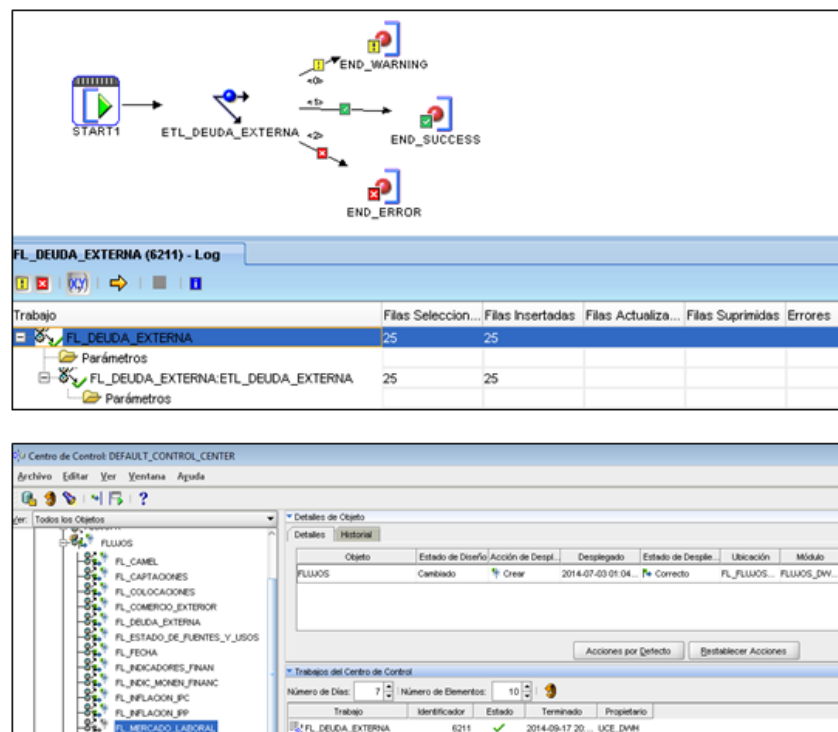 END_WARNING
<0>
<1>
START1
ETL_DEUDA_EXTERNA
<2>
END_SUCCESS
END_ERROR
FL_DEUDA_EXTERNA (6211) - Log
Trabajo Filas Seleccion... Filas Insertadas Filas Actualiza... Filas Suprimidas Errores
FL_DEUDA_EXTERNA 25 25
Parámetros
FL_DEUDA_EXTERNA:ETL_DEUDA_EXTERNA 25 25
Parámetros
Centro de Control: DEFAULT_CONTROL_CENTER
Archivo Editar Ver Ventana Ayuda
Ver: Todos los Objetos
FLUJOS
FL_CAMEL
FL_CAPTACIONES
FL_COLOCACIONES
FL_COMERCIO_EXTERIOR
FL_DEUDA_EXTERNA
FL_ESTADO_DE_FUENTES_Y_USOS
FL_FECHA
FL_INDICADORES_FINAN
FL_INDIC_MONEN_FINANC
FL_INFLACION_IPC
FL_INFLACION_IPP
FL_MERCADO_LABORAL
Detalles de Objeto
Detalles Historial
Objeto Estado de Diseño Acción de Despl... Desplegado Estado de Desplie... Ubicación Módulo
FLUJOS Cambiado Crear 2014-07-03 01:04... Correcto FL_FLUJOS... FLUJOS_DW...
Acciones por Defecto Restablecer Acciones
Trabajos del Centro de Control
Número de Días: 7 Número de Elementos: 10
Trabajo Identificador Estado Terminado Propietario
FL_DEUDA_EXTERNA 6211 2014-09-17 20:... UCE_DWH